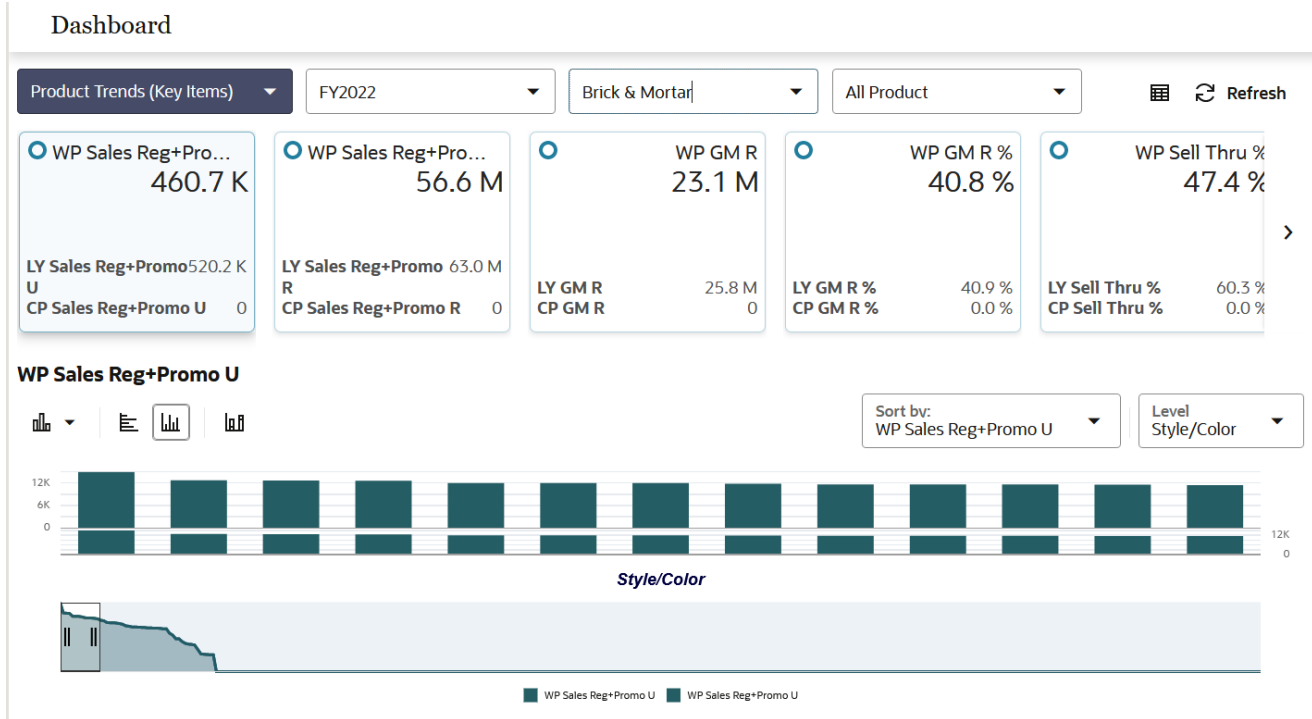 Dashboard
Product Trends (Key Items)
FY2022
Brick & Mortar
All Product
Refresh
WP Sales Reg+Pro...
460.7 K
LY Sales Reg+Promo U 520.2 K
CP Sales Reg+Promo U 0
WP Sales Reg+Pro...
56.6 M
LY Sales Reg+Promo R 63.0 M
CP Sales Reg+Promo R 0
WP GM R
23.1 M
LY GM R 25.8 M
CP GM R 0
WP GM R %
40.8 %
LY GM R % 40.9 %
CP GM R % 0.0 %
WP Sell Thru %
47.4 %
LY Sell Thru % 60.3 %
CP Sell Thru % 0.0 %
WP Sales Reg+Promo U
Sort by:
WP Sales Reg+Promo U
Level
Style/Color
12K
6K
0
12K
0
Style/Color
WP Sales Reg+Promo U WP Sales Reg+Promo U